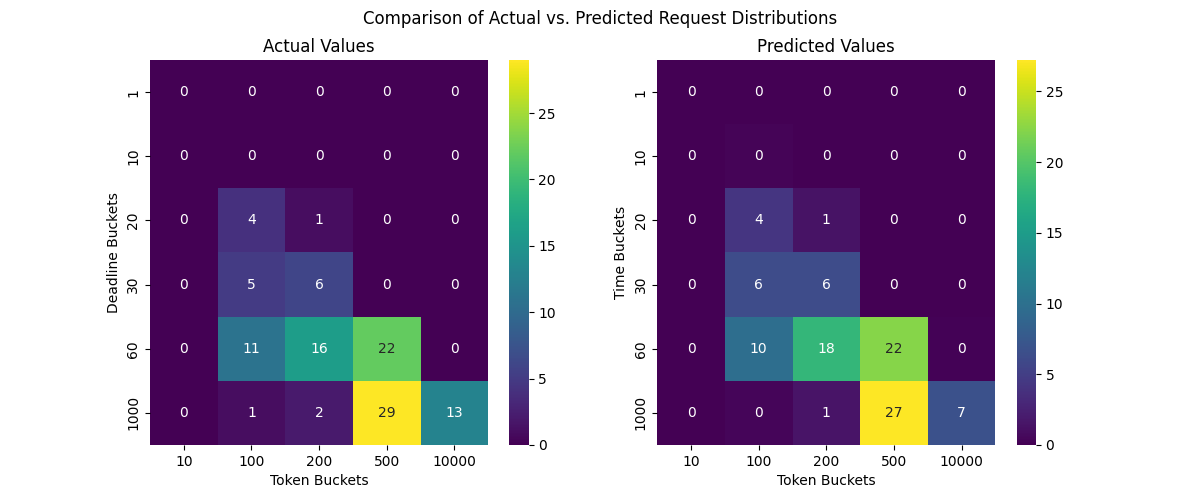 Comparison of Actual vs. Predicted Request Distributions
Actual Values
Deadline Buckets
1 0 0 0 0 0
10 0 0 0 0 0
20 0 4 1 0 0
30 0 5 6 0 0
60 0 11 16 22 0
1000 0 1 2 29 13
10 100 200 500 10000
Token Buckets
25
20
15
10
5
0
Predicted Values
Time Buckets
1 0 0 0 0 0
10 0 0 0 0 0
20 0 4 1 0 0
30 0 6 6 0 0
60 0 10 18 22 0
1000 0 0 1 27 7
10 100 200 500 10000
Token Buckets
25
20
15
10
5
0